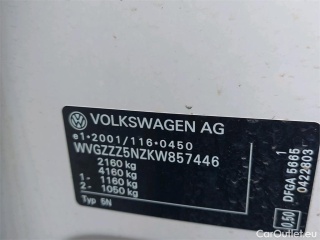 VOLKSWAGEN AG
e1*2001/116*0450
WVGZZZ5NZKW857446
2160 kg
4160 kg
1- 1160 kg
2- 1050 kg
Typ 5N
DFGA 5665 1
0422803
0.50
CarOutlet.eu